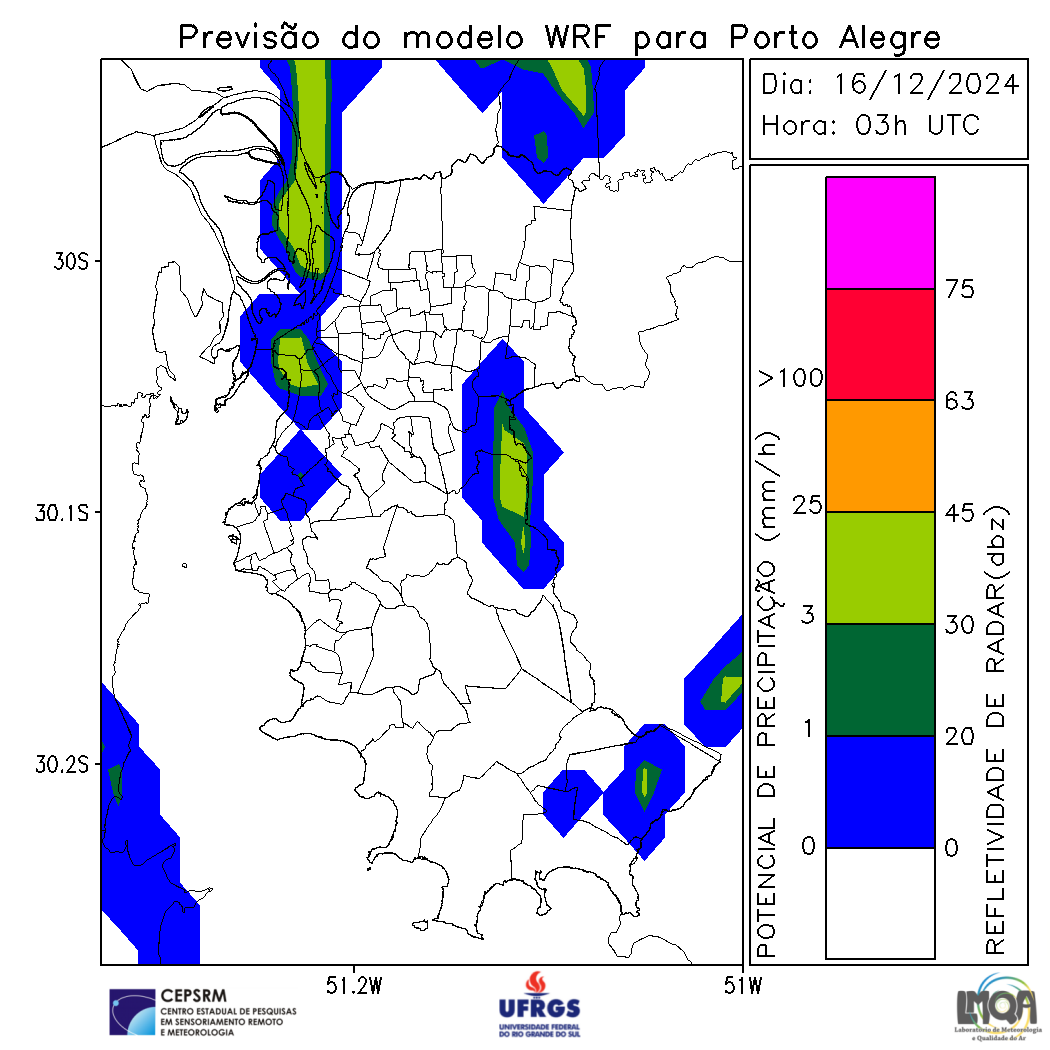 Previsão do modelo WRF para Porto Alegre
Dia: 16/12/2024
Hora: 03h UTC
30S
30.1S
30.2S
51.2W
51W
POTENCIAL DE PRECIPITAÇÃO (mm/h)
>100
25
3
1
0
75
63
45
30
20
0
REFLETIVIDADE DE RADAR(dbz)
CEPSRM
CENTRO ESTADUAL DE PESQUISAS
EM SENSORIAMENTO REMOTO
E METEOROLOGIA
UFRGS
UNIVERSIDADE FEDERAL
DO RIO GRANDE DO SUL
LMQA
Laboratório de Meteorologia
e Qualidade do Ar